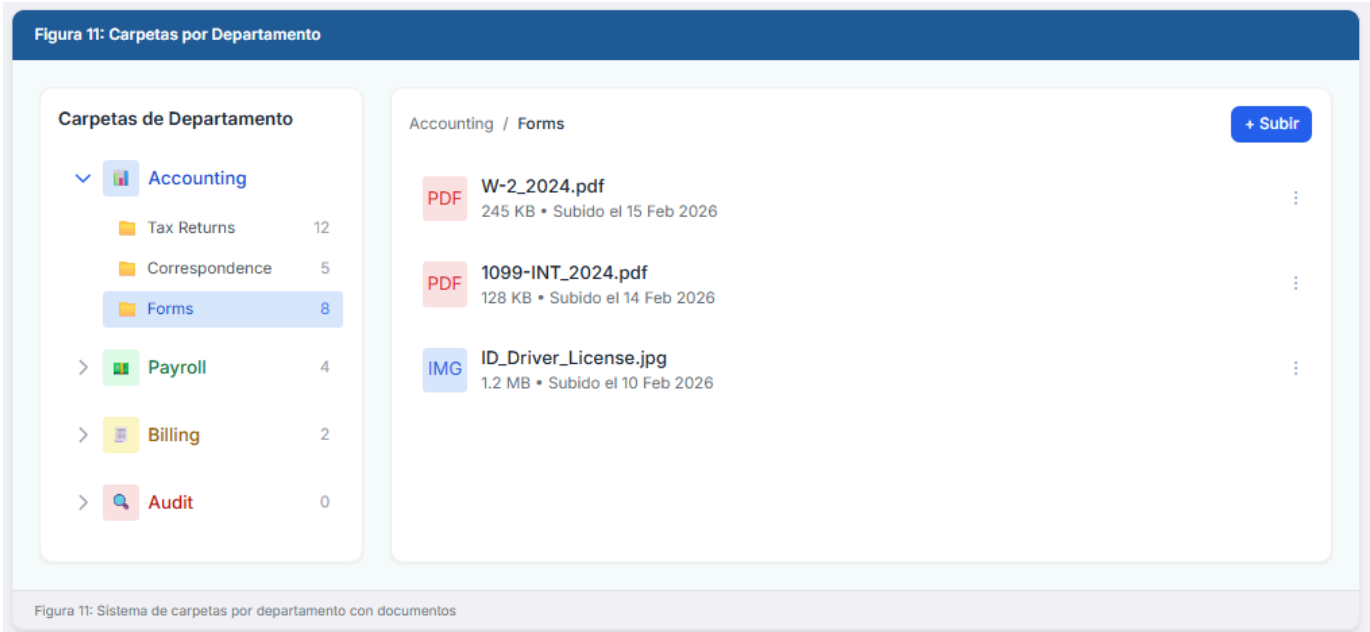 Figura 11: Carpetas por Departamento
Carpetas de Departamento
Accounting
Tax Returns 12
Correspondence 5
Forms 8
Payroll 4
Billing 2
Audit 0
Accounting / Forms
+ Subir
PDF
W-2_2024.pdf
245 KB • Subido el 15 Feb 2026
PDF
1099-INT_2024.pdf
128 KB • Subido el 14 Feb 2026
IMG
ID_Driver_License.jpg
1.2 MB • Subido el 10 Feb 2026
Figura 11: Sistema de carpetas por departamento con documentos